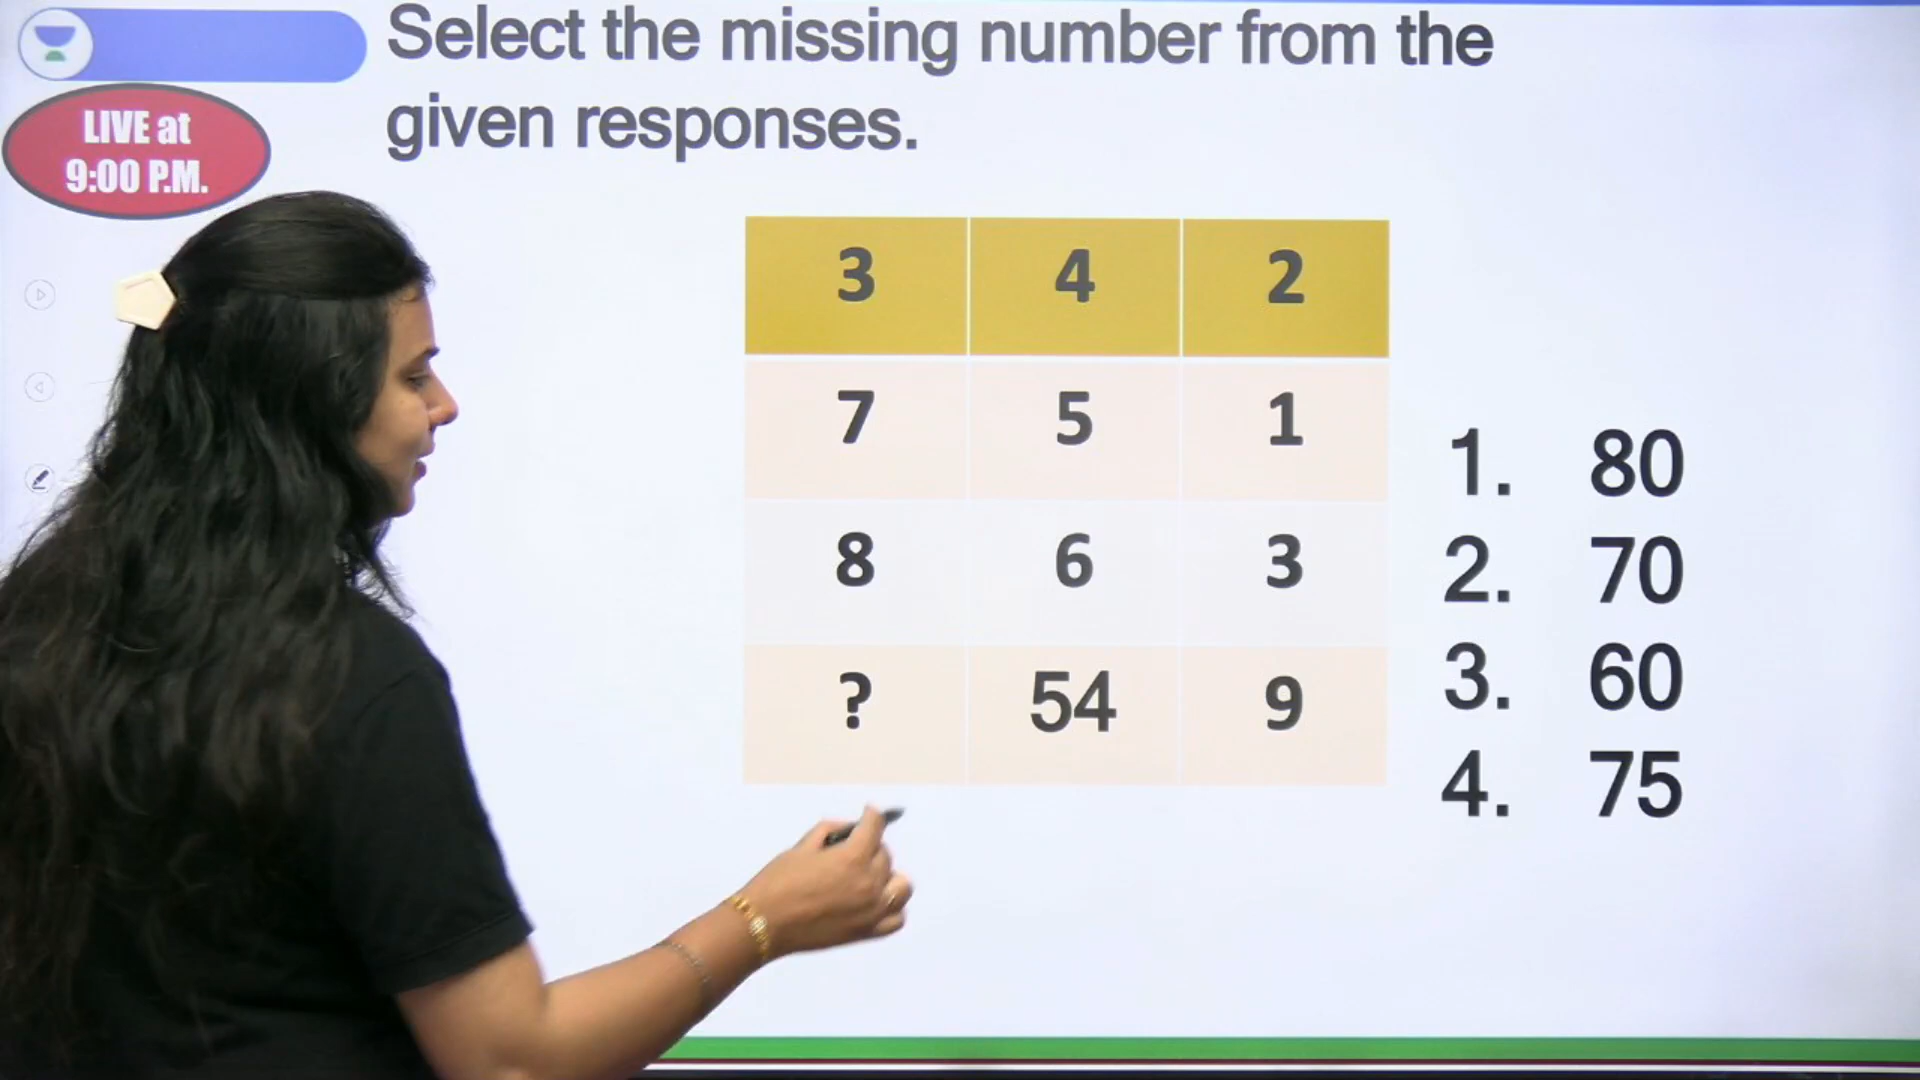 Select the missing number from the
given responses.
LIVE at
9:00 P.M.
3 4 2
7 5 1
8 6 3
? 54 9
1. 80
2. 70
3. 60
4. 75